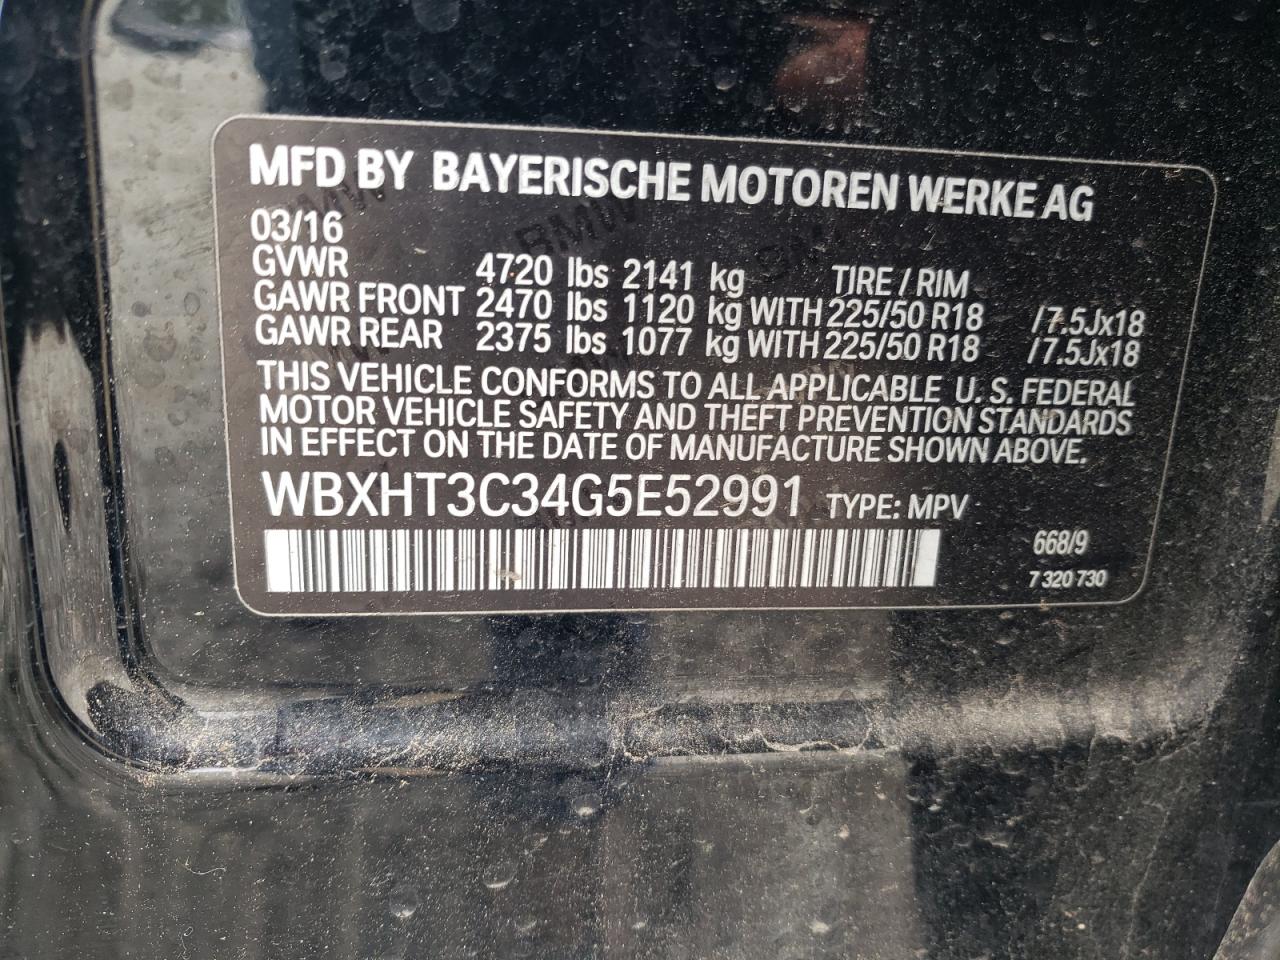 MFD BY BAYERISCHE MOTOREN WERKE AG
03/16
GVWR 4720 lbs 2141 kg TIRE / RIM
GAWR FRONT 2470 lbs 1120 kg WITH 225/50 R18 /7.5Jx18
GAWR REAR 2375 lbs 1077 kg WITH 225/50 R18 /7.5Jx18
THIS VEHICLE CONFORMS TO ALL APPLICABLE U. S. FEDERAL
MOTOR VEHICLE SAFETY AND THEFT PREVENTION STANDARDS
IN EFFECT ON THE DATE OF MANUFACTURE SHOWN ABOVE.
WBXHT3C34G5E52991 TYPE: MPV
668/9
7 320 730